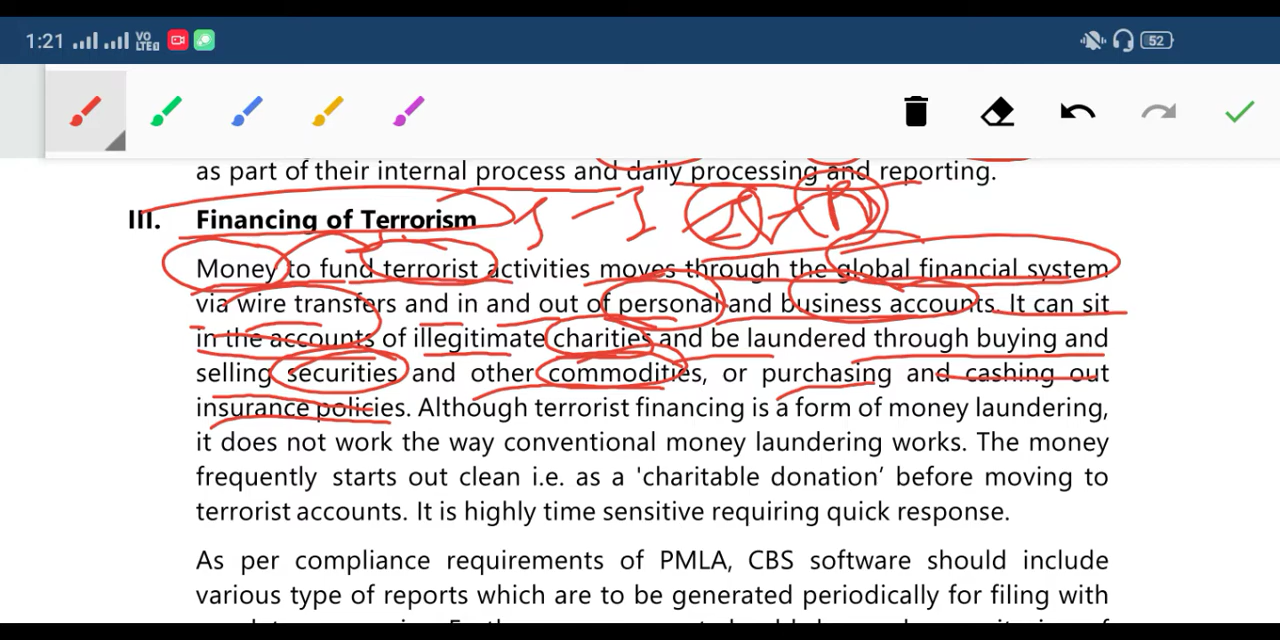 1:21 VO LTE 52
as part of their internal process and daily processing and reporting.
III. Financing of Terrorism
Money to fund terrorist activities moves through the global financial system
via wire transfers and in and out of personal and business accounts. It can sit
in the accounts of illegitimate charities and be laundered through buying and
selling securities and other commodities, or purchasing and cashing out
insurance policies. Although terrorist financing is a form of money laundering,
it does not work the way conventional money laundering works. The money
frequently starts out clean i.e. as a 'charitable donation’ before moving to
terrorist accounts. It is highly time sensitive requiring quick response.
As per compliance requirements of PMLA, CBS software should include
various type of reports which are to be generated periodically for filing with